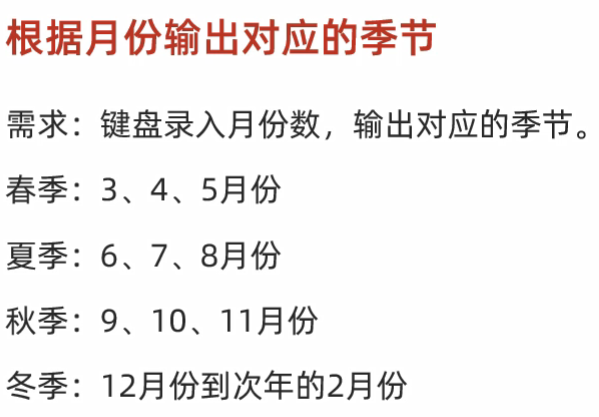 根据月份输出对应的季节
需求：键盘录入月份数，输出对应的季节。
春季：3、4、5月份
夏季：6、7、8月份
秋季：9、10、11月份
冬季：12月份到次年的2月份